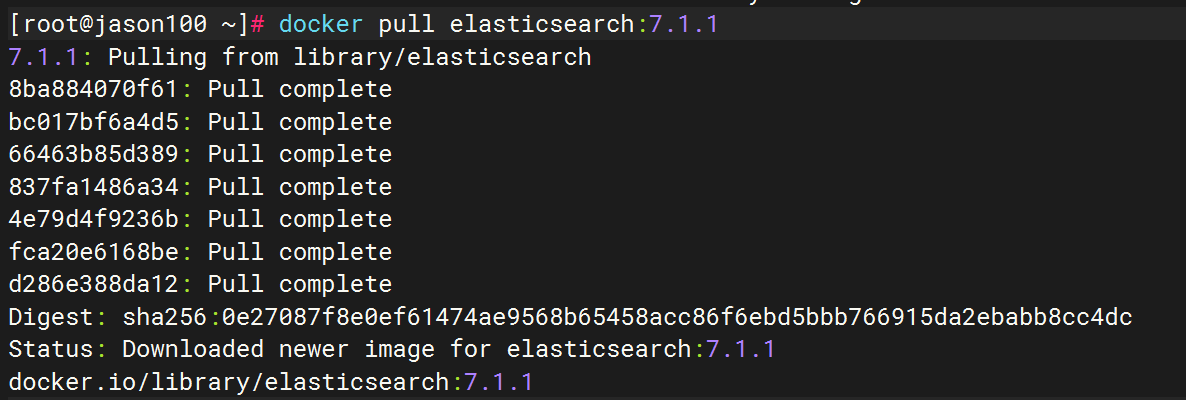 [root@jason100 ~]# docker pull elasticsearch:7.1.1
7.1.1: Pulling from library/elasticsearch
8ba884070f61: Pull complete
bc017bf6a4d5: Pull complete
66463b85d389: Pull complete
837fa1486a34: Pull complete
4e79d4f9236b: Pull complete
fca20e6168be: Pull complete
d286e388da12: Pull complete
Digest: sha256:0e27087f8e0ef61474ae9568b65458acc86f6ebd5bbb766915da2ebabb8cc4dc
Status: Downloaded newer image for elasticsearch:7.1.1
docker.io/library/elasticsearch:7.1.1